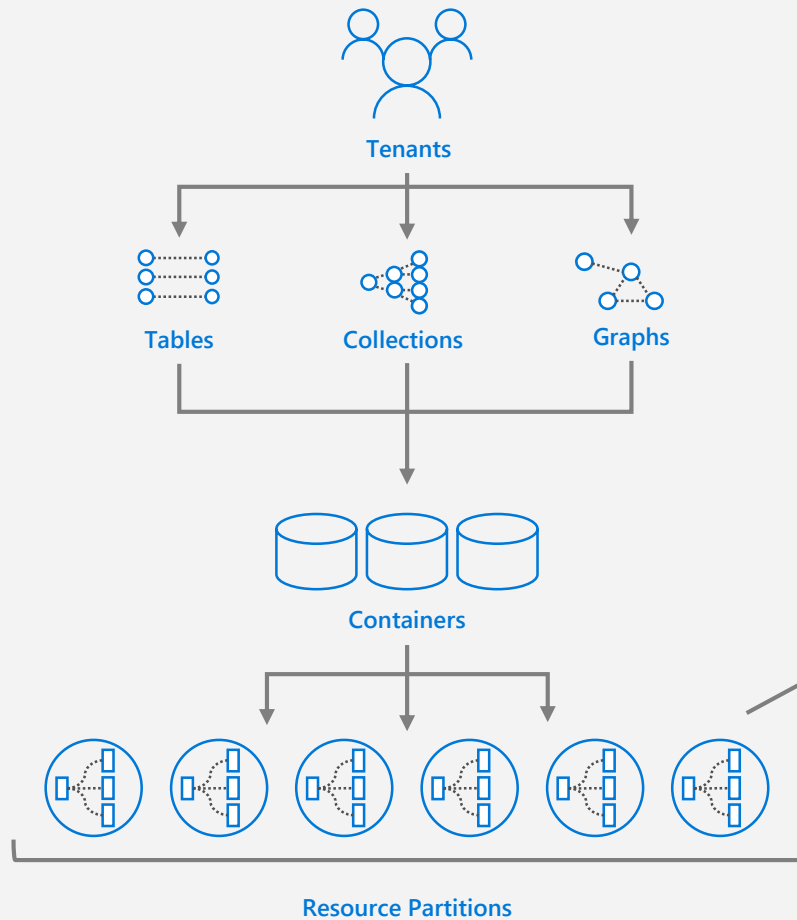 Tenants
Tables
Collections
Graphs
Containers
Resource Partitions